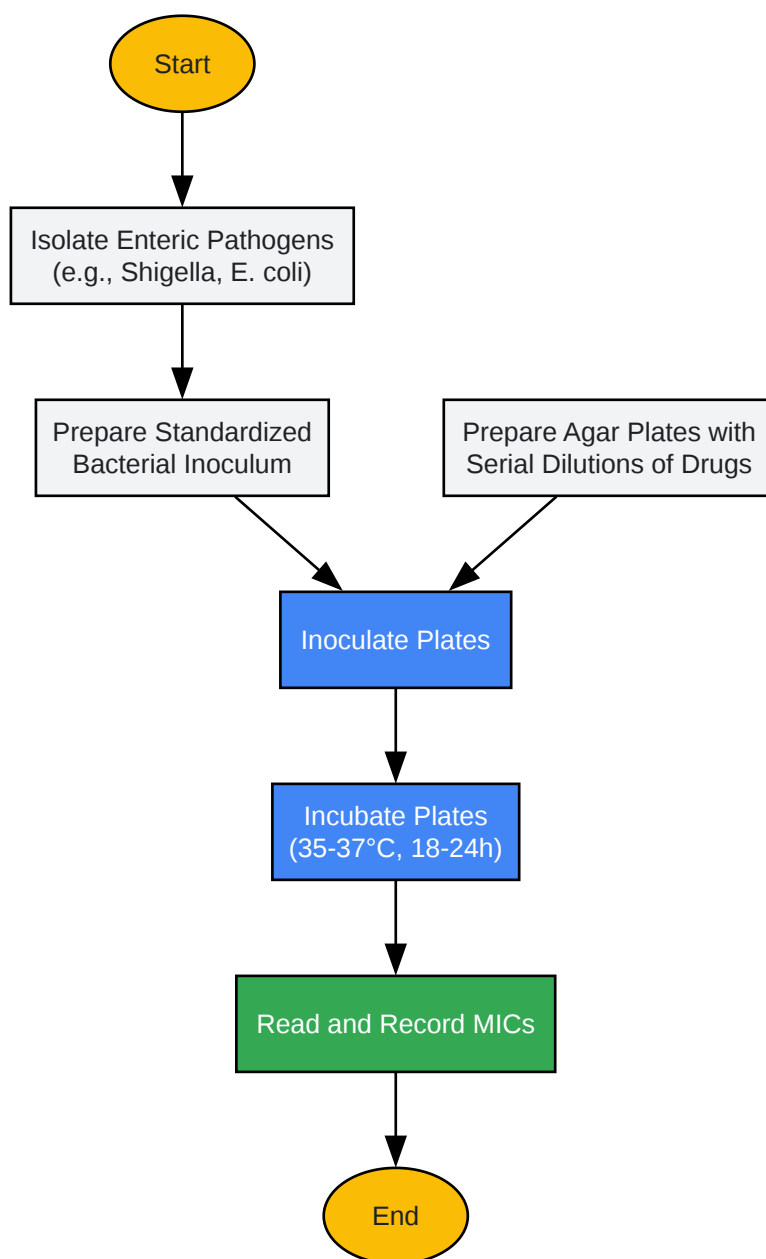 Start
Isolate Enteric Pathogens
(e.g., Shigella, E. coli)
Prepare Standardized
Bacterial Inoculum
Prepare Agar Plates with
Serial Dilutions of Drugs
Inoculate Plates
Incubate Plates
(35-37°C, 18-24h)
Read and Record MICs
End